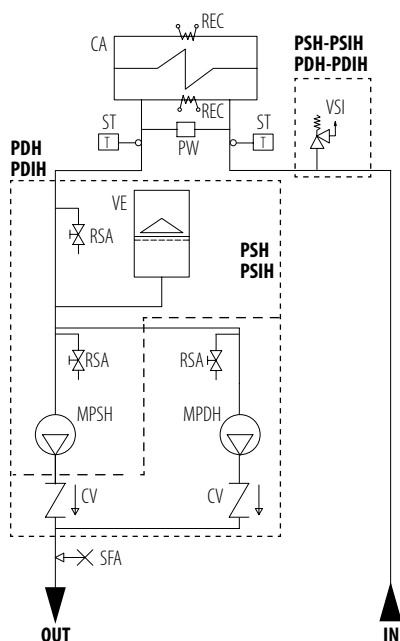 REC
CA
PSH-PSIH
PDH-PDIH
REC
VSI
ST
ST
T
T
PW
PDH
PDIH
VE
RSA
PSH
PSIH
RSA
RSA
MPSH
MPDH
CV
CV
SFA
OUT
IN